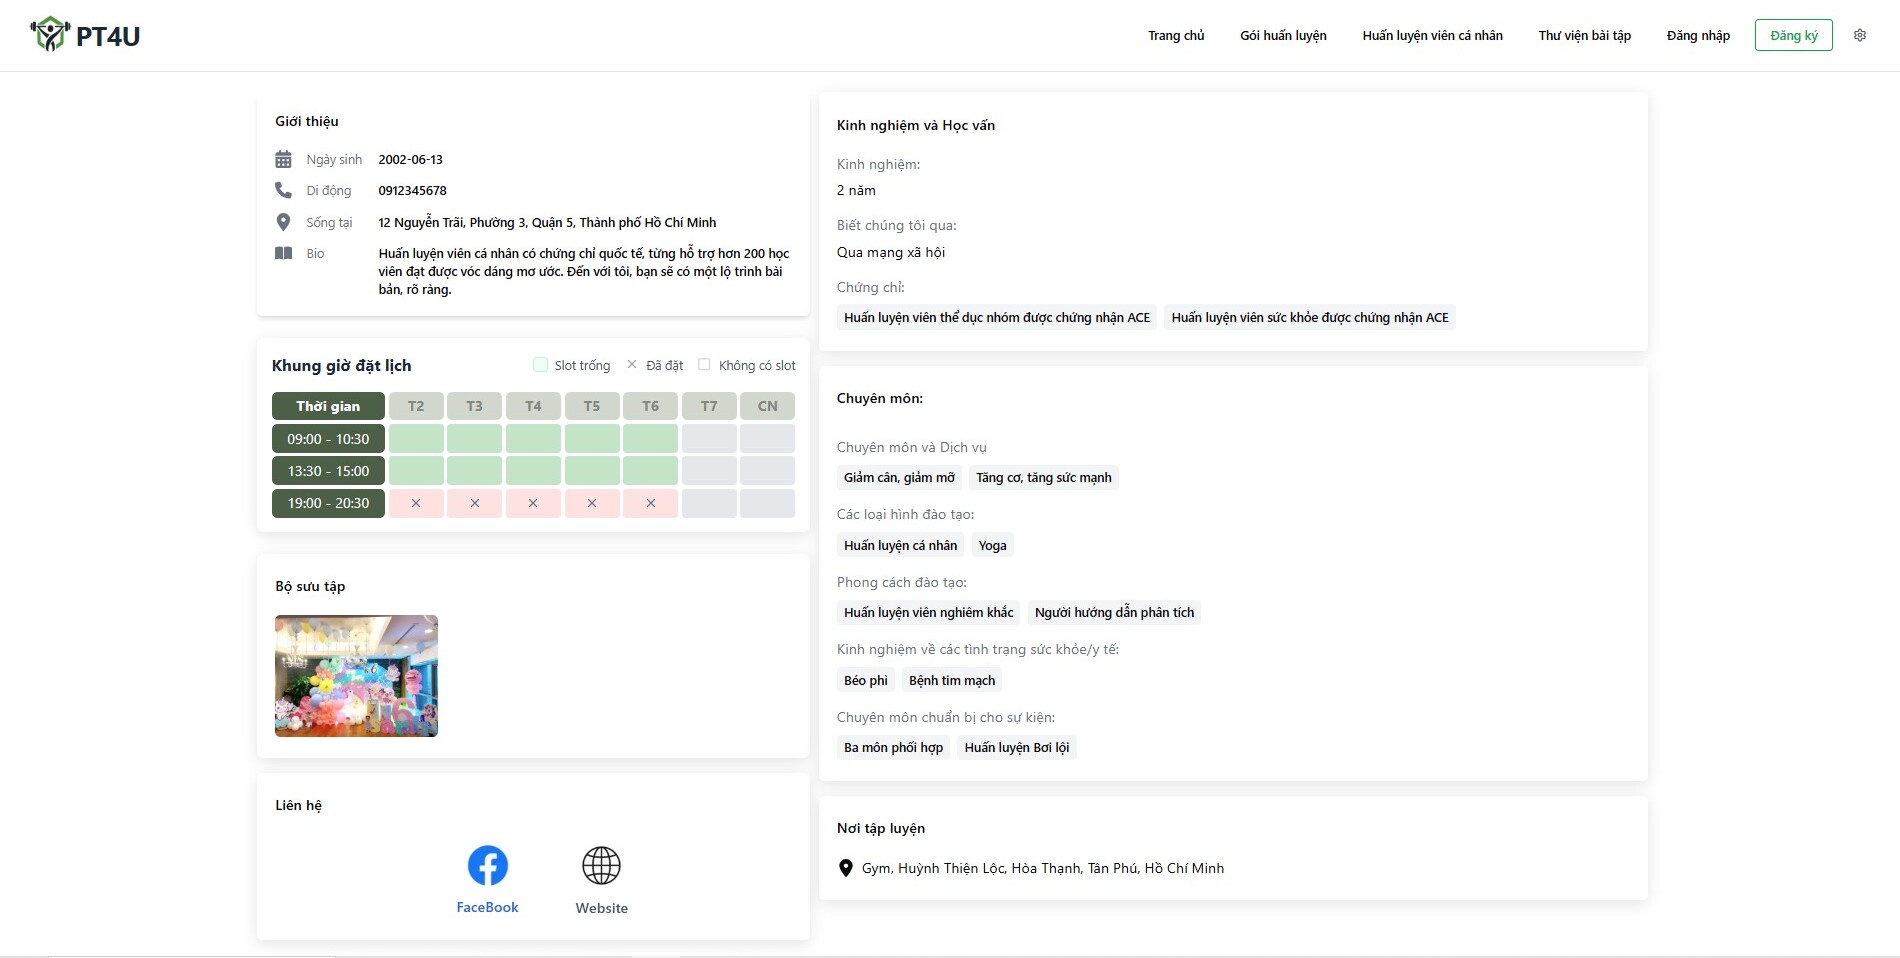 PT4U
Trang chủ
Gói huấn luyện
Huấn luyện viên cá nhân
Thư viện bài tập
Đăng nhập
Đăng ký
Giới thiệu
Ngày sinh 2002-06-13
Di động 0912345678
Sống tại 12 Nguyễn Trãi, Phường 3, Quận 5, Thành phố Hồ Chí Minh
Bio Huấn luyện viên cá nhân có chứng chỉ quốc tế, từng hỗ trợ hơn 200 học
viên đạt được vóc dáng mơ ước. Đến với tôi, bạn sẽ có một lộ trình bài
bản, rõ ràng.
Khung giờ đặt lịch
Slot trống
× Đã đặt
Không có slot
Thời gian T2 T3 T4 T5 T6 T7 CN
09:00 - 10:30
13:30 - 15:00
19:00 - 20:30 × × × × ×
Bộ sưu tập
Liên hệ
FaceBook
Website
Kinh nghiệm và Học vấn
Kinh nghiệm:
2 năm
Biết chúng tôi qua:
Qua mạng xã hội
Chứng chỉ:
Huấn luyện viên thể dục nhóm được chứng nhận ACE
Huấn luyện viên sức khỏe được chứng nhận ACE
Chuyên môn:
Chuyên môn và Dịch vụ
Giảm cân, giảm mỡ
Tăng cơ, tăng sức mạnh
Các loại hình đào tạo:
Huấn luyện cá nhân
Yoga
Phong cách đào tạo:
Huấn luyện viên nghiêm khắc
Người hướng dẫn phân tích
Kinh nghiệm về các tình trạng sức khỏe/y tế:
Béo phì
Bệnh tim mạch
Chuyên môn chuẩn bị cho sự kiện:
Ba môn phối hợp
Huấn luyện Bơi lội
Nơi tập luyện
Gym, Huỳnh Thiện Lộc, Hòa Thạnh, Tân Phú, Hồ Chí Minh